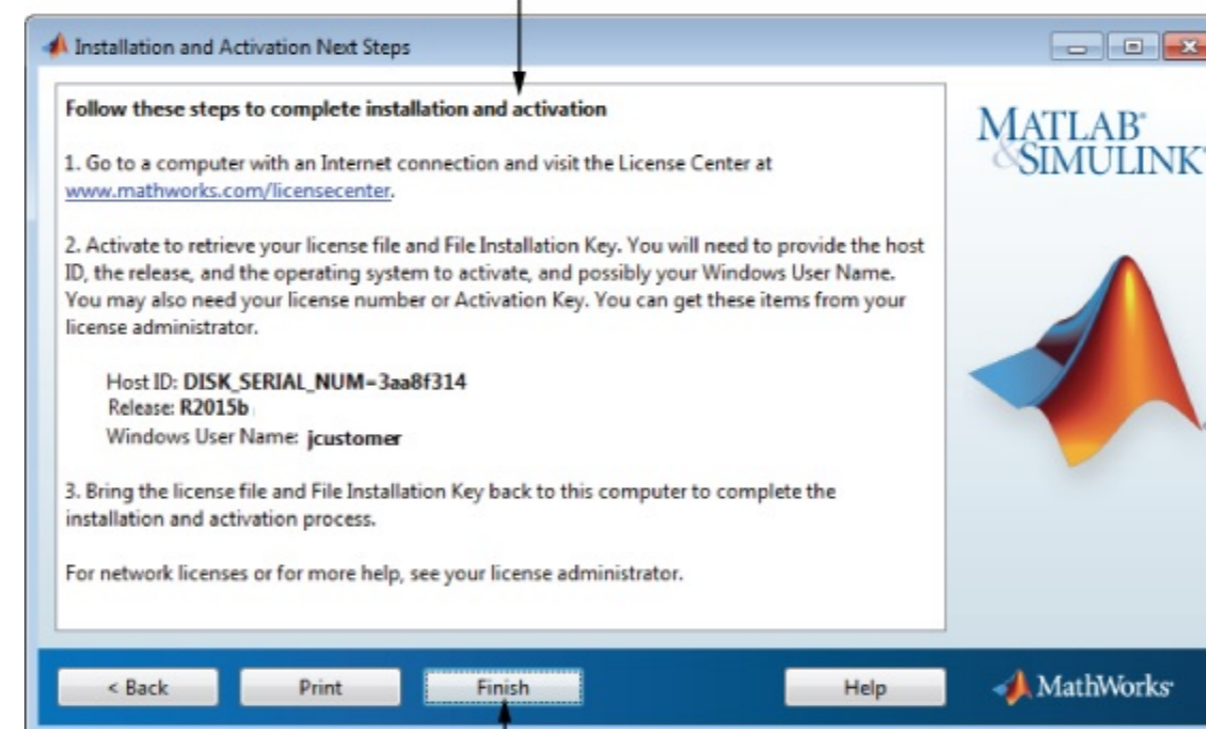 Installation and Activation Next Steps
Follow these steps to complete installation and activation
1. Go to a computer with an Internet connection and visit the License Center at
www.mathworks.com/licensecenter.
2. Activate to retrieve your license file and File Installation Key. You will need to provide the host
ID, the release, and the operating system to activate, and possibly your Windows User Name.
You may also need your license number or Activation Key. You can get these items from your
license administrator.
Host ID: DISK_SERIAL_NUM=3aa8f314
Release: R2015b
Windows User Name: jcustomer
3. Bring the license file and File Installation Key back to this computer to complete the
installation and activation process.
For network licenses or for more help, see your license administrator.
MATLAB®
&SIMULINK®
< Back
Print
Finish
Help
MathWorks®